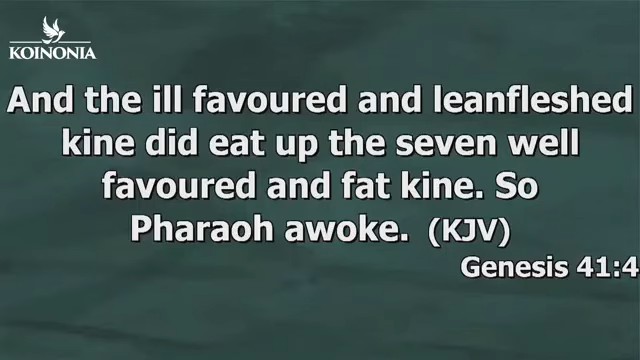 KOINONIA
And the ill favoured and leanfleshed
kine did eat up the seven well
favoured and fat kine. So
Pharaoh awoke. (KJV)
Genesis 41:4